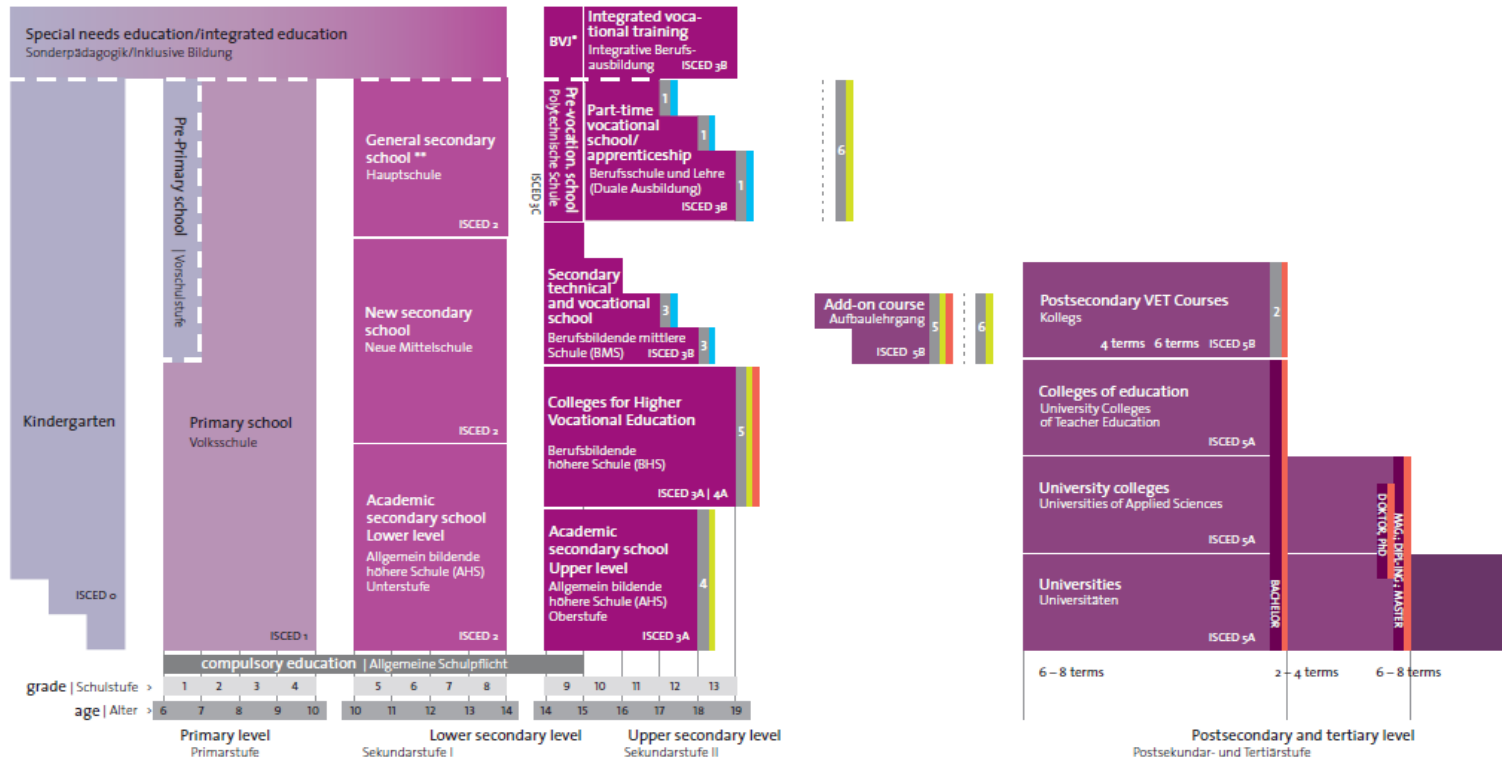 Special needs education/integrated education
Sonderpädagogik/Inklusive Bildung
Kindergarten
ISCED 0
Pre-Primary school | Vorschulstufe
Primary school
Volksschule
ISCED 1
General secondary
school **
Hauptschule
ISCED 2
New secondary
school
Neue Mittelschule
ISCED 2
Academic
secondary school
Lower level
Allgemein bildende
höhere Schule (AHS)
Unterstufe
ISCED 2
BVJ*
Integrated voca-
tional training
Integrative Berufs-
ausbildung ISCED 3B
Pre-vocation. school
Polytechnische Schule
ISCED 3C
Part-time
vocational
school/
apprenticeship
Berufsschule und Lehre
(Duale Ausbildung)
ISCED 3B
1
1
1
6
Secondary
technical
and vocational
school
Berufsbildende mittlere
Schule (BMS) ISCED 3B
3
3
Add-on course
Aufbaulehrgang
ISCED 5B
5
6
Colleges for Higher
Vocational Education
Berufsbildende
höhere Schule (BHS)
ISCED 3A | 4A
5
Academic
secondary school
Upper level
Allgemein bildende
höhere Schule (AHS)
Oberstufe
ISCED 3A
4
Postsecondary VET Courses
Kollegs
4 terms 6 terms ISCED 5B
2
Colleges of education
University Colleges
of Teacher Education
ISCED 5A
University colleges
Universities of Applied Sciences
ISCED 5A
Universities
Universitäten
ISCED 5A
BACHELOR
DOKTOR, PhD
MAG.; DIPL-ING.; MASTER
6 – 8 terms
2 – 4 terms
6 – 8 terms
compulsory education | Allgemeine Schulpflicht
grade | Schulstufe > 1 2 3 4 5 6 7 8 9 10 11 12 13
age | Alter > 6 7 8 9 10 10 11 12 13 14 14 15 16 17 18 19
Primary level
Primarstufe
Lower secondary level
Sekundarstufe I
Upper secondary level
Sekundarstufe II
Postsecondary and tertiary level
Postsekundar- und Tertiärstufe